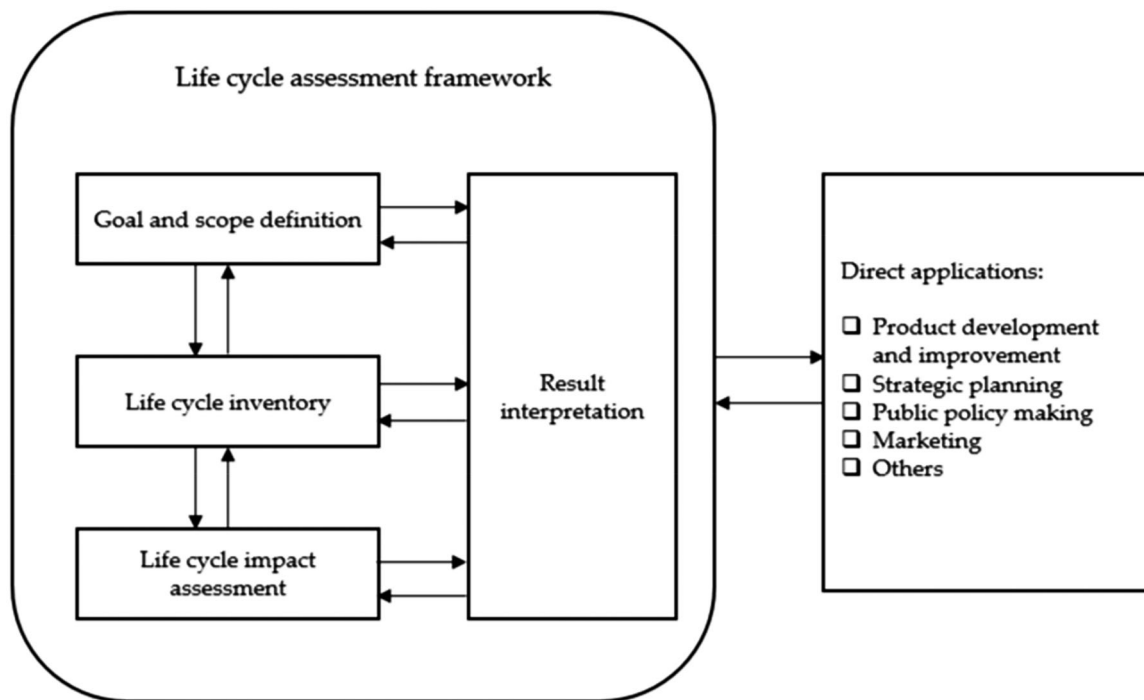 Life cycle assessment framework
Goal and scope definition
Life cycle inventory
Life cycle impact
assessment
Result
interpretation
Direct applications:
❑ Product development
and improvement
❑ Strategic planning
❑ Public policy making
❑ Marketing
❑ Others